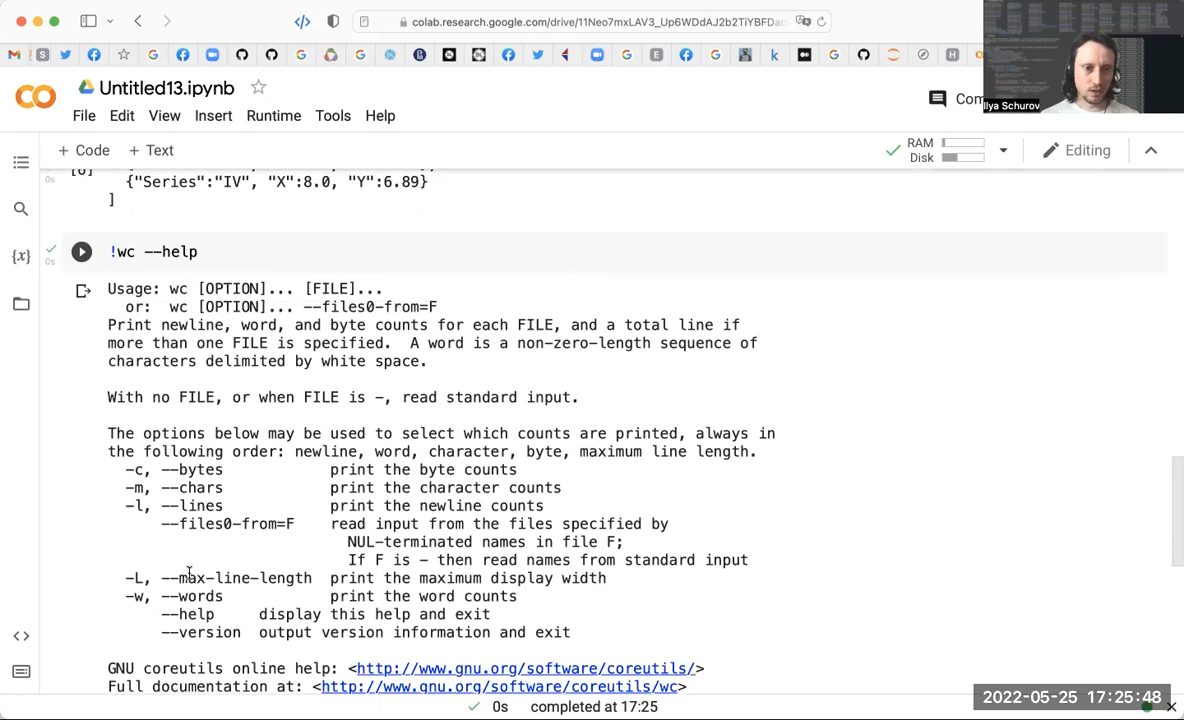 colab.research.google.com/drive/11Neo7mxLAV3_Up6WDdAJ2b2TiYBFDac
Ilya Schurov
Untitled13.ipynb
File Edit View Insert Runtime Tools Help
Com
+ Code + Text
RAM
Disk
Editing
[6]
0s
{"Series":"IV", "X":8.0, "Y":6.89}
]
0s
!wc --help
Usage: wc [OPTION]... [FILE]...
or: wc [OPTION]... --files0-from=F
Print newline, word, and byte counts for each FILE, and a total line if
more than one FILE is specified. A word is a non-zero-length sequence of
characters delimited by white space.
With no FILE, or when FILE is -, read standard input.
The options below may be used to select which counts are printed, always in
the following order: newline, word, character, byte, maximum line length.
-c, --bytes print the byte counts
-m, --chars print the character counts
-l, --lines print the newline counts
--files0-from=F read input from the files specified by
NUL-terminated names in file F;
If F is - then read names from standard input
-L, --max-line-length print the maximum display width
-w, --words print the word counts
--help display this help and exit
--version output version information and exit
GNU coreutils online help: <http://www.gnu.org/software/coreutils/>
Full documentation at: <http://www.gnu.org/software/coreutils/wc>
0s completed at 17:25
2022-05-25 17:25:48